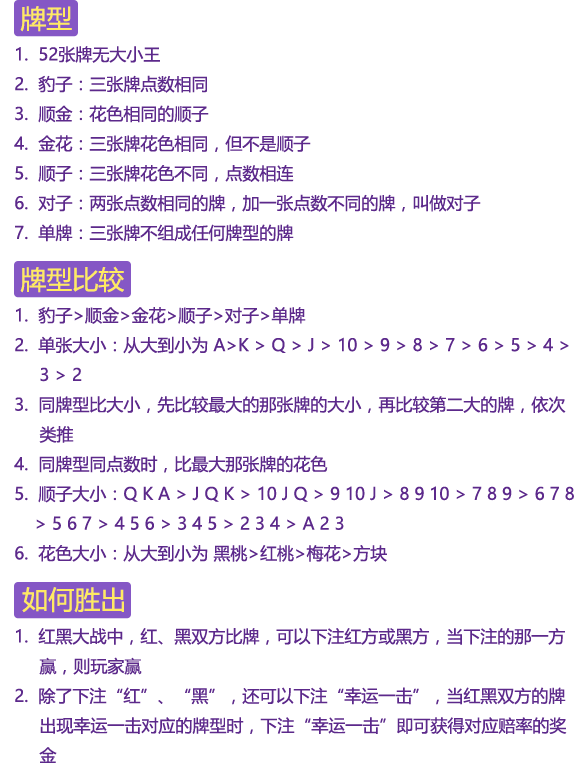 牌型
1. 52张牌无大小王
2. 豹子：三张牌点数相同
3. 顺金：花色相同的顺子
4. 金花：三张牌花色相同，但不是顺子
5. 顺子：三张牌花色不同，点数相连
6. 对子：两张点数相同的牌，加一张点数不同的牌，叫做对子
7. 单牌：三张牌不组成任何牌型的牌
牌型比较
1. 豹子>顺金>金花>顺子>对子>单牌
2. 单张大小：从大到小为 A>K > Q > J > 10 > 9 > 8 > 7 > 6 > 5 > 4 >
3 > 2
3. 同牌型比大小，先比较最大的那张牌的大小，再比较第二大的牌，依次
类推
4. 同牌型同点数时，比最大那张牌的花色
5. 顺子大小：Q K A > J Q K > 10 J Q > 9 10 J > 8 9 10 > 7 8 9 > 6 7 8
> 5 6 7 > 4 5 6 > 3 4 5 > 2 3 4 > A 2 3
6. 花色大小：从大到小为 黑桃>红桃>梅花>方块
如何胜出
1. 红黑大战中，红、黑双方比牌，可以下注红方或黑方，当下注的那一方
赢，则玩家赢
2. 除了下注“红”、“黑”，还可以下注“幸运一击”，当红黑双方的牌
出现幸运一击对应的牌型时，下注“幸运一击”即可获得对应赔率的奖
金